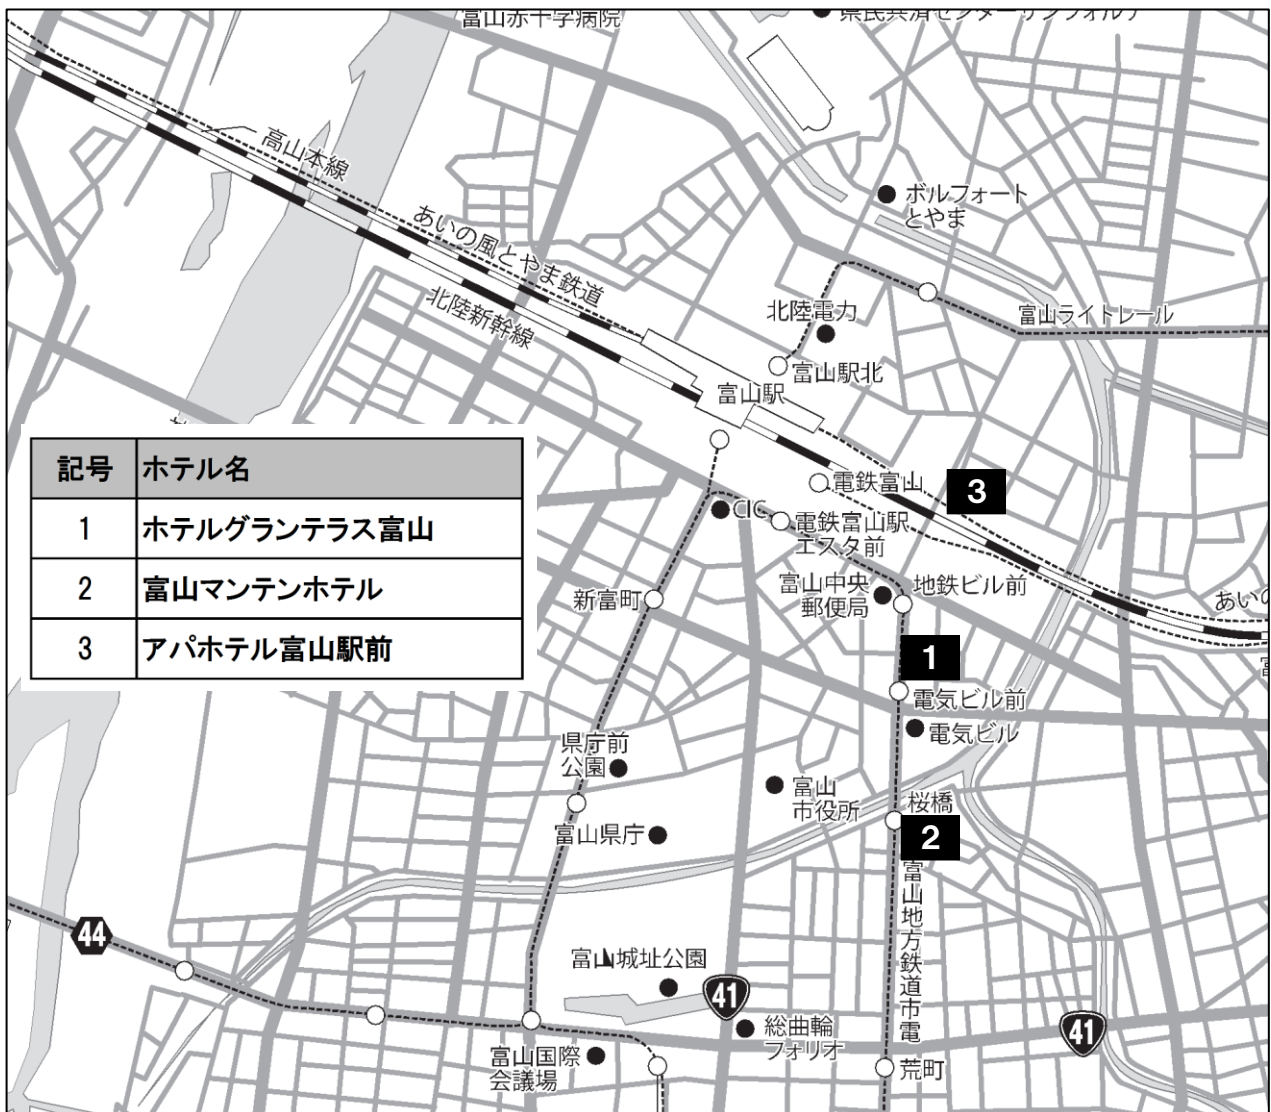 富山赤十字病院
県民共済センターサンフォルテ
高山本線
あいの風とやま鉄道
北陸新幹線
ボルフォート
とやま
北陸電力
富山ライトレール
富山駅北
富山駅
電鉄富山
3
CIC
電鉄富山駅
エスタ前
富山中央
郵便局
地鉄ビル前
新富町
1
電気ビル前
電気ビル
県庁前
公園
富山
市役所
桜橋
2
富山県庁
富山地方鉄道市電
44
富山城址公園
41
総曲輪
フォリオ
41
富山国際
会議場
荒町
あいの
富
記号 ホテル名
1 ホテルグランテラス富山
2 富山マンテンホテル
3 アパホテル富山駅前